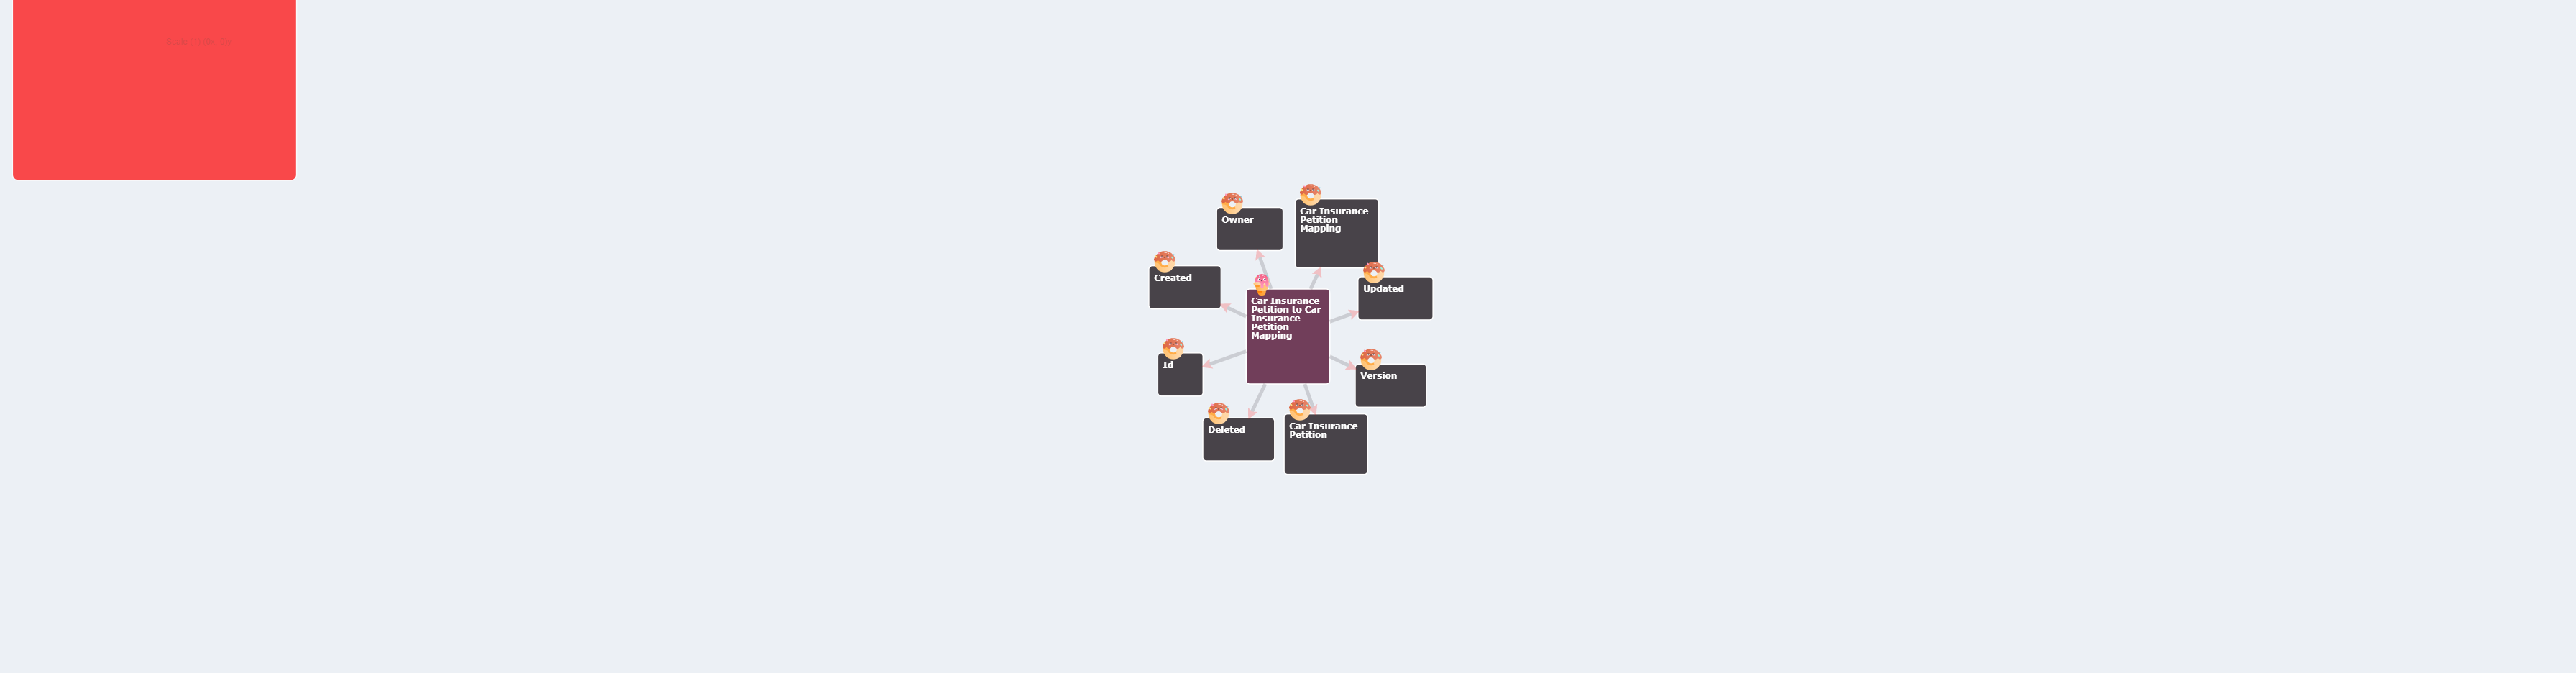 Owner
Car Insurance
Petition
Mapping
Created
Updated
Car Insurance
Petition to Car
Insurance
Petition
Mapping
Id
Version
Deleted
Car Insurance
Petition